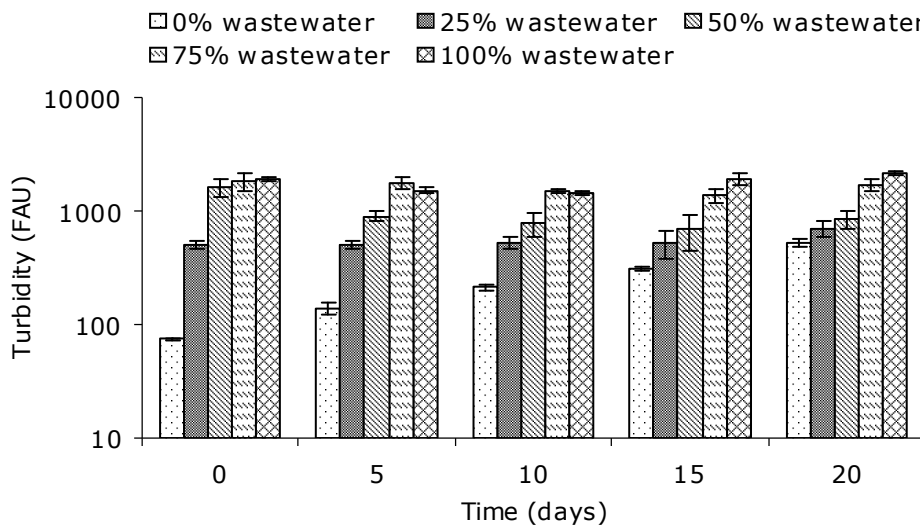 0% wastewater 25% wastewater 50% wastewater
75% wastewater 100% wastewater
10000
1000
100
10
Turbidity (FAU)
0 5 10 15 20
Time (days)